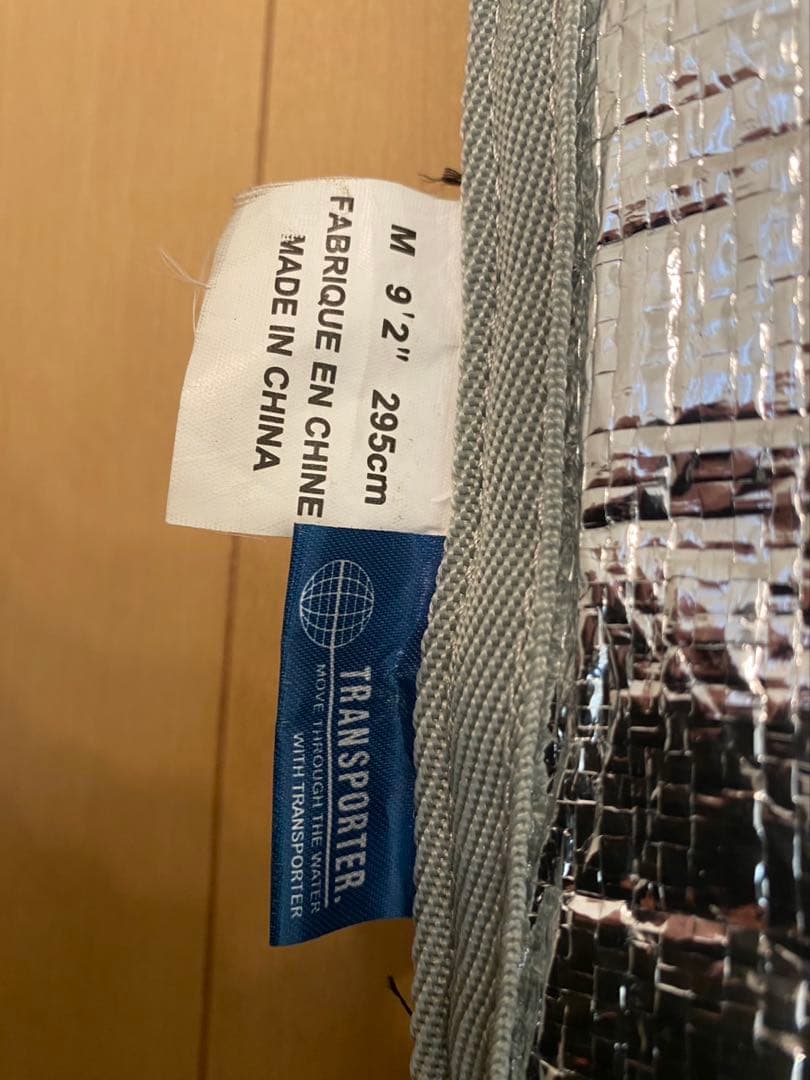 M 9'2" 295cm
FABRIQUE EN CHINE
MADE IN CHINA
TRANSPORTER.
MOVE THROUGH THE WATER
WITH TRANSPORTER